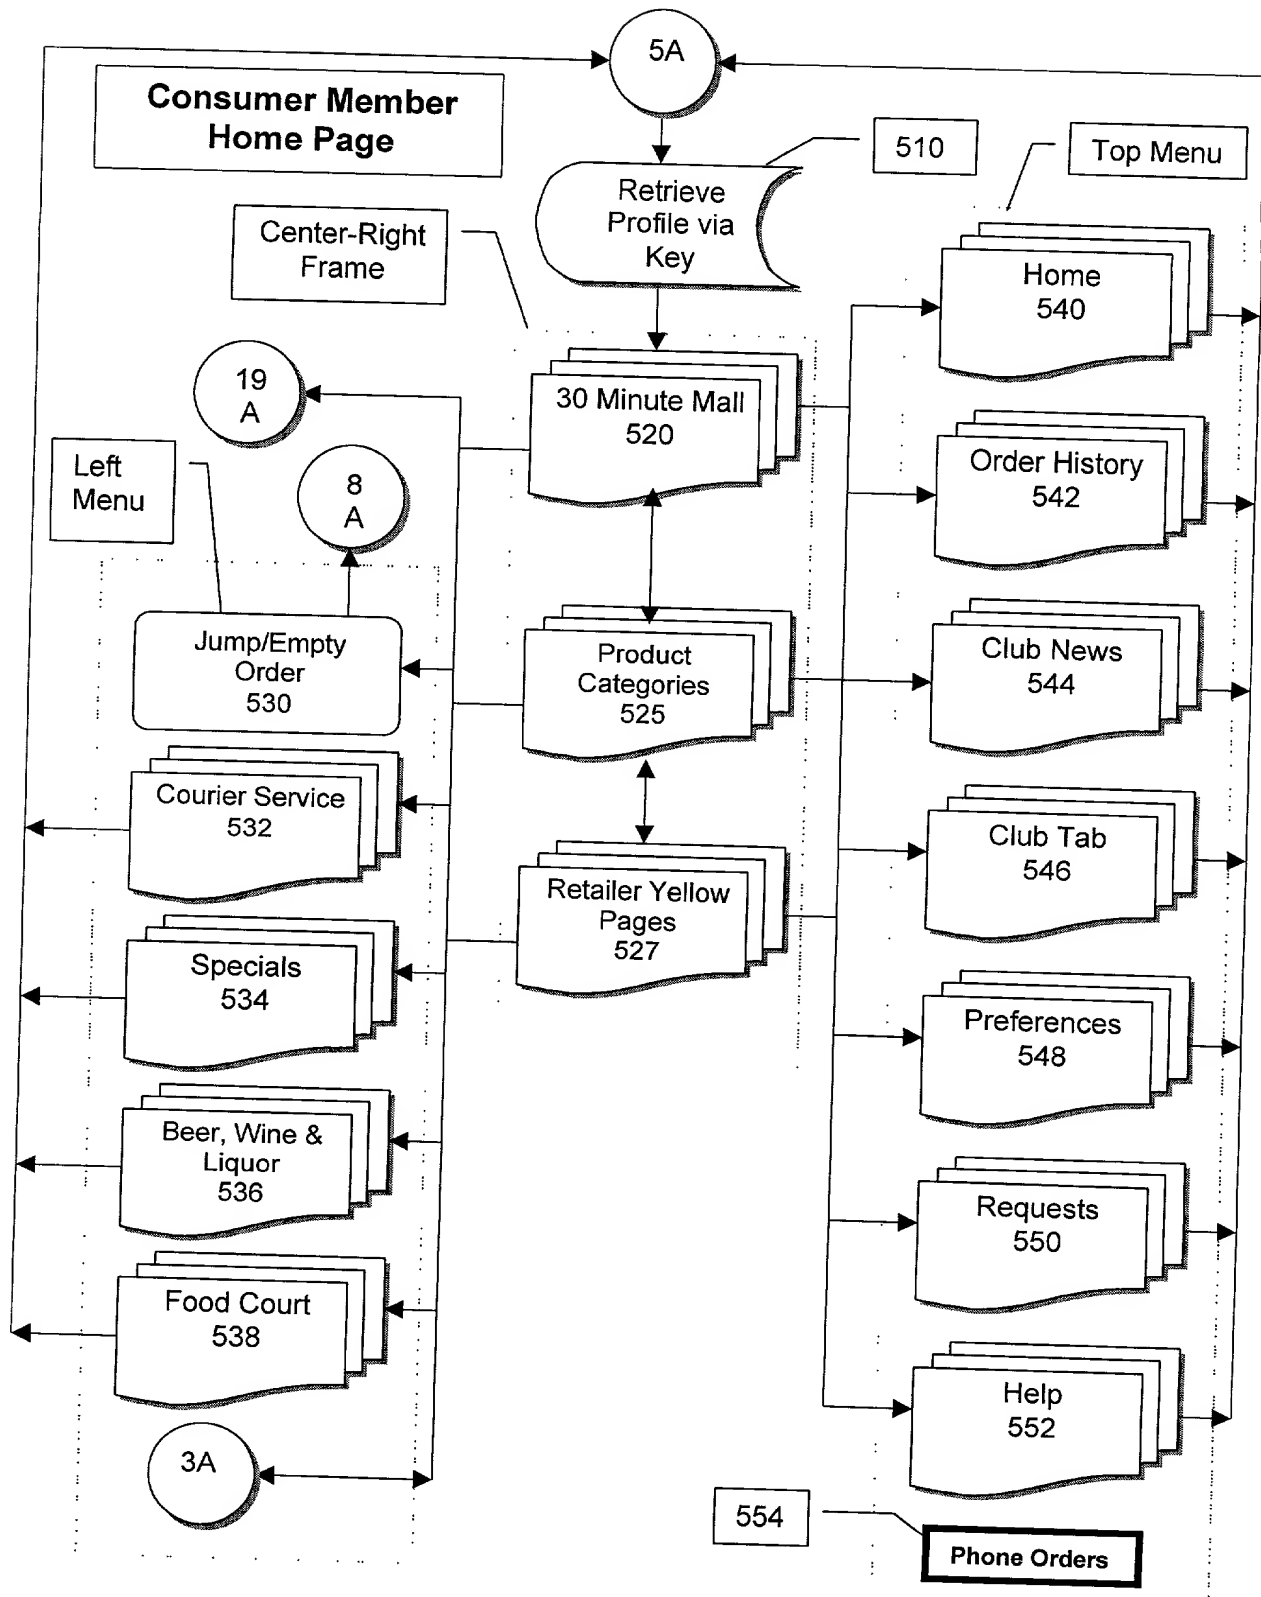 5A
Consumer Member
Home Page
510
Top Menu
Retrieve
Profile via
Key
Center-Right
Frame
Home
540
19
A
30 Minute Mall
520
Left
Menu
8
A
Order History
542
Jump/Empty
Order
530
Product
Categories
525
Club News
544
Courier Service
532
Club Tab
546
Retailer Yellow
Pages
527
Specials
534
Preferences
548
Beer, Wine &
Liquor
536
Requests
550
Food Court
538
Help
552
3A
554
Phone Orders